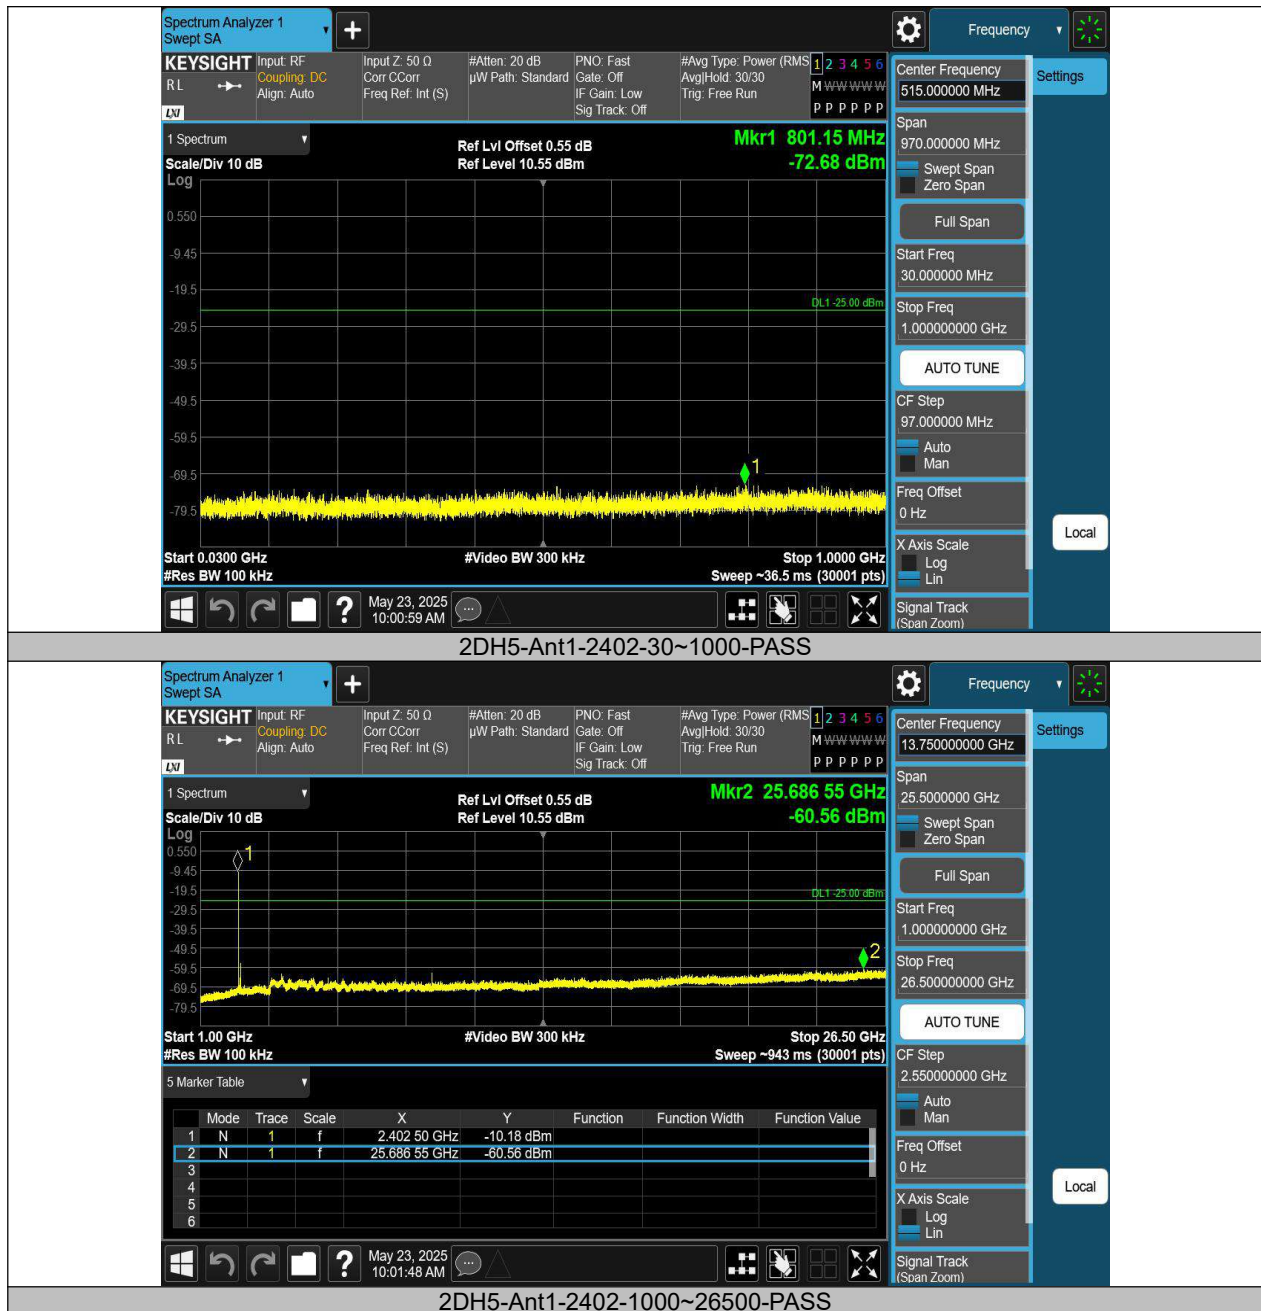 Spectrum Analyzer 1
Swept SA
Frequency
KEYSIGHT
R L
LXI
Input: RF
Coupling: DC
Align: Auto
Input Z: 50 Ω
Corr CCorr
Freq Ref: Int (S)
#Atten: 20 dB
µW Path: Standard
PNO: Fast
Gate: Off
IF Gain: Low
Sig Track: Off
#Avg Type: Power (RMS
Avg|Hold: 30/30
Trig: Free Run
1 2 3 4 5 6
M W W W W W
P P P P P P
1 Spectrum
Scale/Div 10 dB
Ref Lvl Offset 0.55 dB
Ref Level 10.55 dBm
Mkr1 801.15 MHz
-72.68 dBm
Log
0.550
-9.45
-19.5
DL1 -25.00 dBm
-29.5
-39.5
-49.5
-59.5
-69.5
1
-79.5
Start 0.0300 GHz
#Res BW 100 kHz
#Video BW 300 kHz
Stop 1.0000 GHz
Sweep ~36.5 ms (30001 pts)
?
May 23, 2025
10:00:59 AM
Center Frequency
515.000000 MHz
Span
970.000000 MHz
Swept Span
Zero Span
Full Span
Start Freq
30.000000 MHz
Stop Freq
1.000000000 GHz
AUTO TUNE
CF Step
97.000000 MHz
Auto
Man
Freq Offset
0 Hz
X Axis Scale
Log
Lin
Signal Track
(Span Zoom)
Settings
Local
2DH5-Ant1-2402-30~1000-PASS
Spectrum Analyzer 1
Swept SA
Frequency
KEYSIGHT
R L
LXI
Input: RF
Coupling: DC
Align: Auto
Input Z: 50 Ω
Corr CCorr
Freq Ref: Int (S)
#Atten: 20 dB
µW Path: Standard
PNO: Fast
Gate: Off
IF Gain: Low
Sig Track: Off
#Avg Type: Power (RMS
Avg|Hold: 30/30
Trig: Free Run
1 2 3 4 5 6
M W W W W W
P P P P P P
1 Spectrum
Scale/Div 10 dB
Ref Lvl Offset 0.55 dB
Ref Level 10.55 dBm
Mkr2 25.686 55 GHz
-60.56 dBm
Log
0.550
1
-9.45
-19.5
DL1 -25.00 dBm
-29.5
-39.5
-49.5
2
-59.5
-69.5
-79.5
Start 1.00 GHz
#Res BW 100 kHz
#Video BW 300 kHz
Stop 26.50 GHz
Sweep ~943 ms (30001 pts)
5 Marker Table
Mode Trace Scale X Y Function Function Width Function Value
1 N 1 f 2.402 50 GHz -10.18 dBm
2 N 1 f 25.686 55 GHz -60.56 dBm
3
4
5
6
?
May 23, 2025
10:01:48 AM
Center Frequency
13.750000000 GHz
Span
25.5000000 GHz
Swept Span
Zero Span
Full Span
Start Freq
1.000000000 GHz
Stop Freq
26.500000000 GHz
AUTO TUNE
CF Step
2.550000000 GHz
Auto
Man
Freq Offset
0 Hz
X Axis Scale
Log
Lin
Signal Track
(Span Zoom)
Settings
Local
2DH5-Ant1-2402-1000~26500-PASS